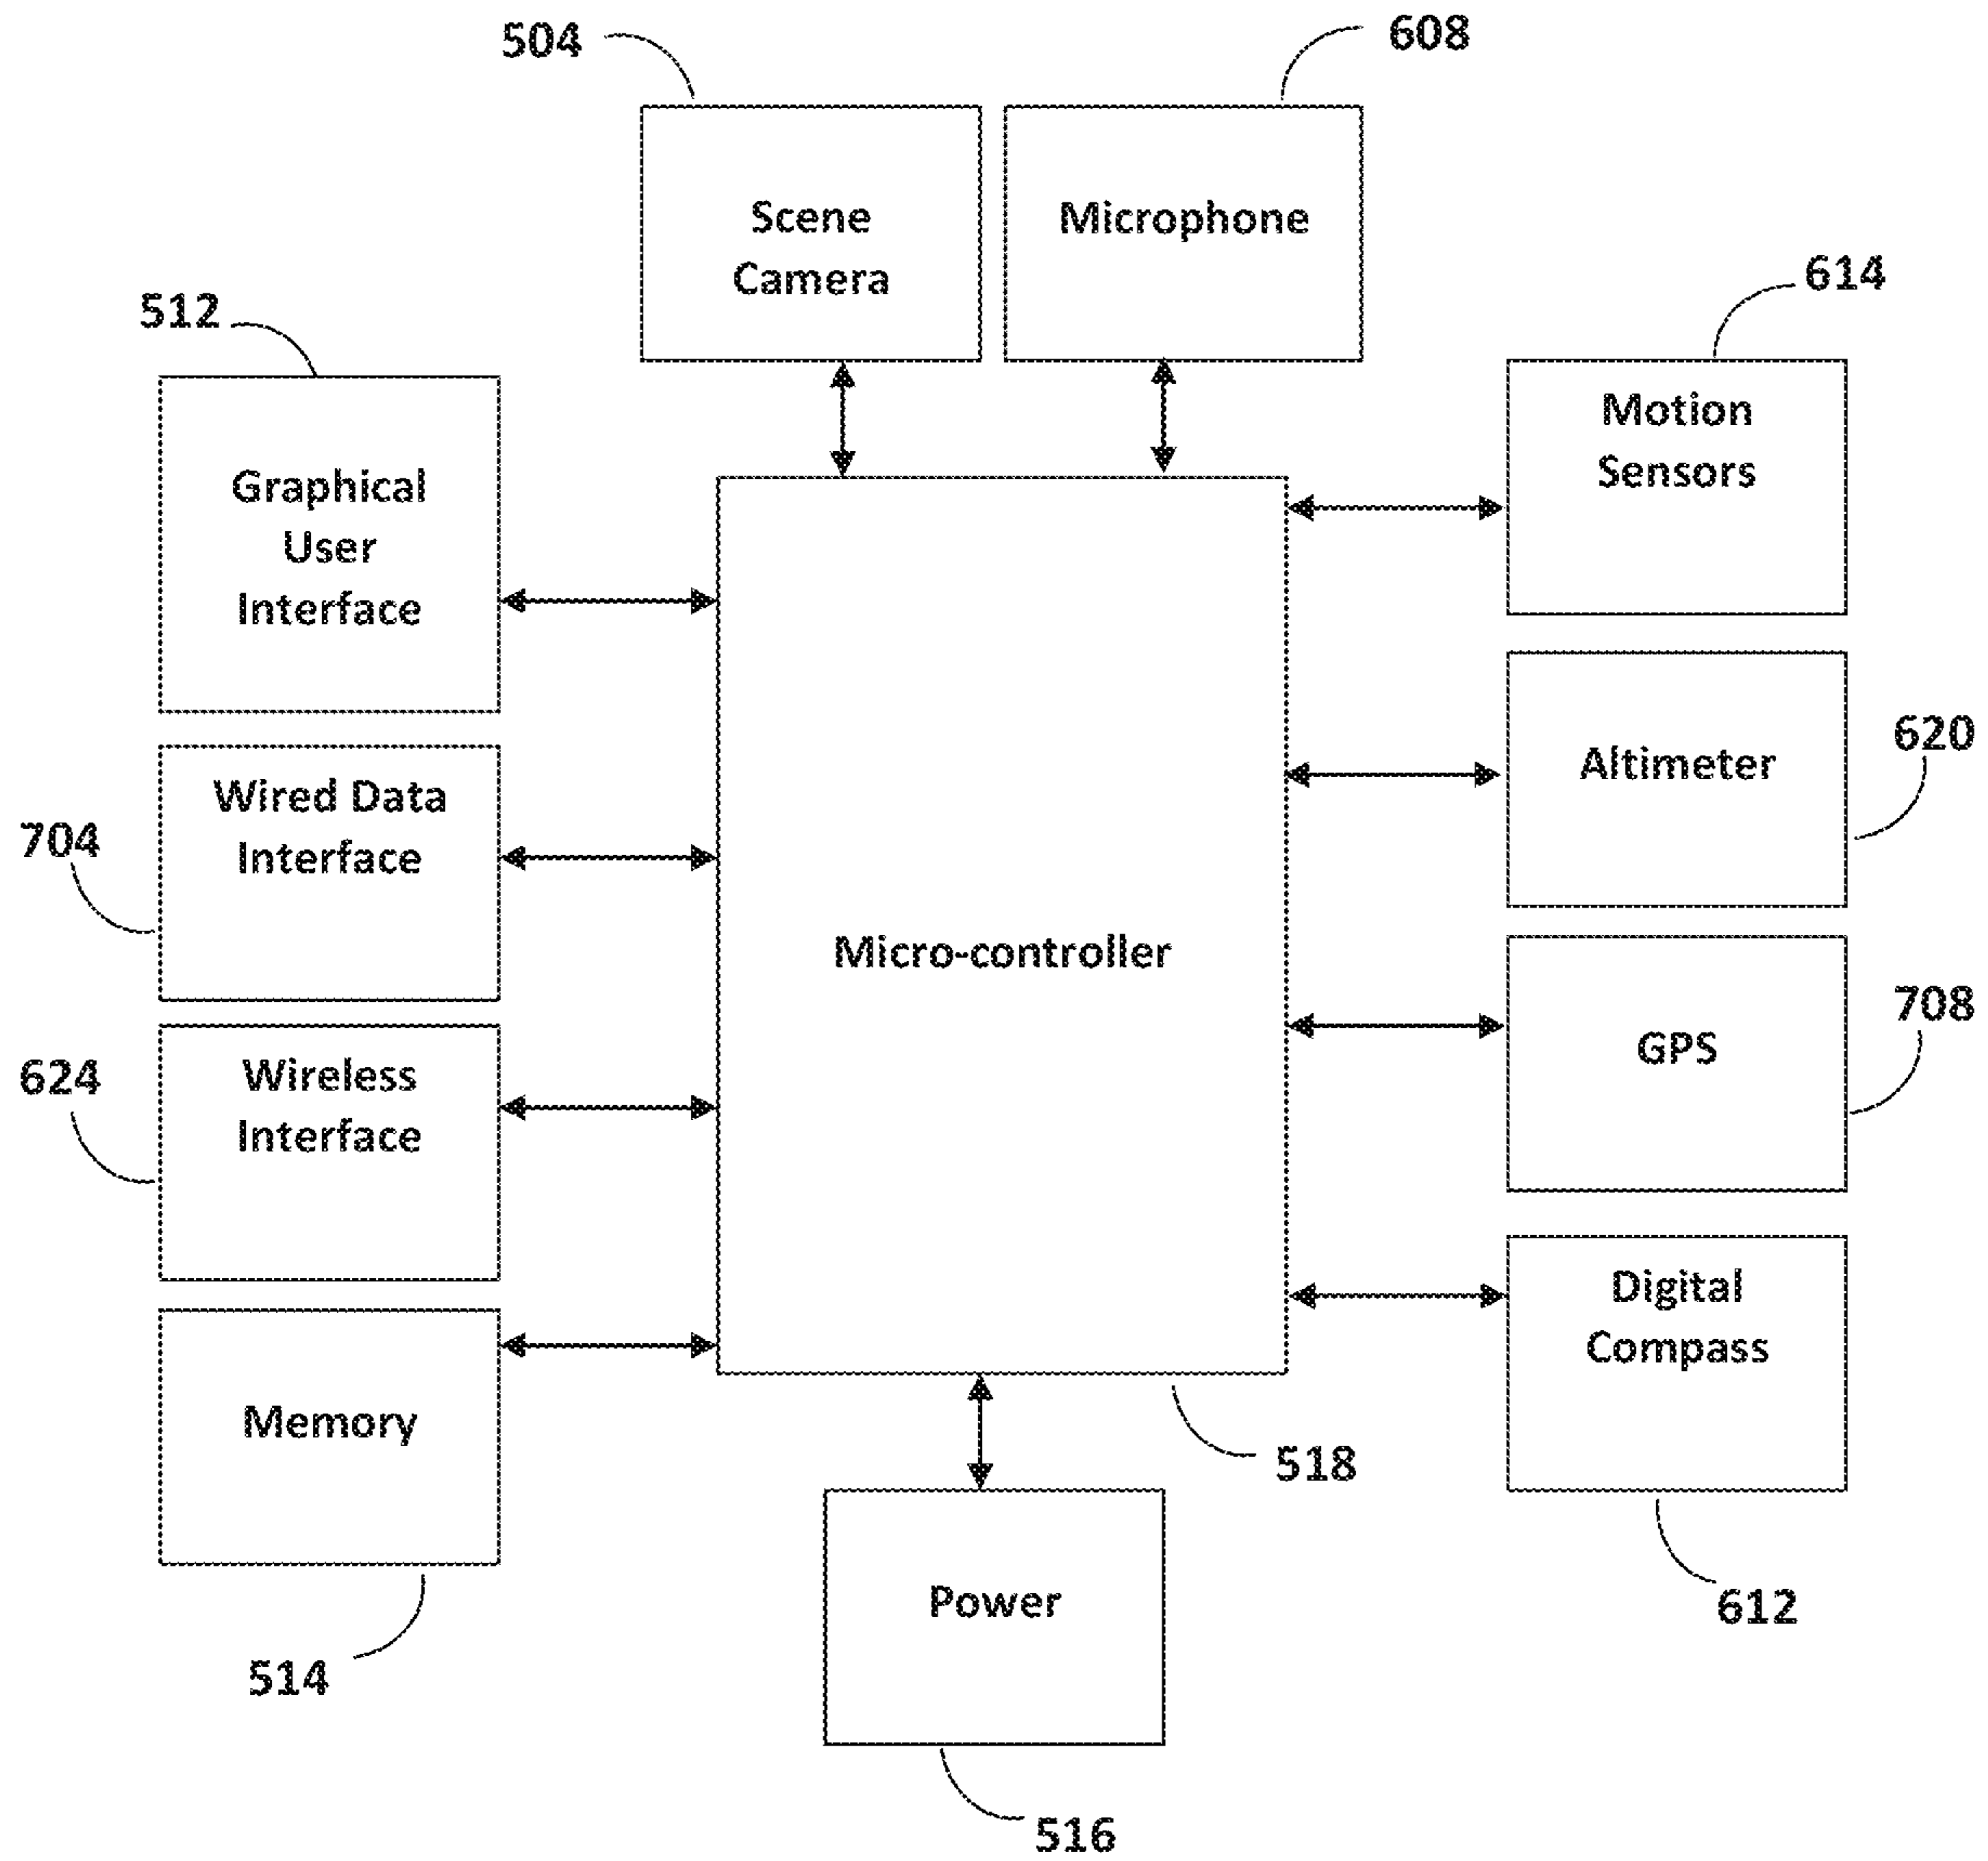 504
608
Scene
Camera
Microphone
614
512
Motion
Sensors
Graphical
User
Interface
620
Altimeter
Wired Data
Interface
704
Micro-controller
708
GPS
624
Wireless
Interface
Digital
Compass
Memory
518
612
514
Power
516